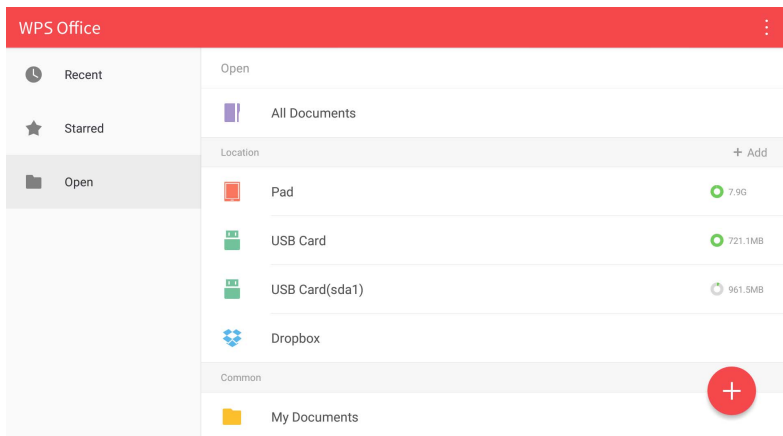 WPS Office
Recent
Starred
Open
Open
All Documents
Location + Add
Pad 7.9G
USB Card 721.1MB
USB Card(sda1) 961.5MB
Dropbox
Common
My Documents